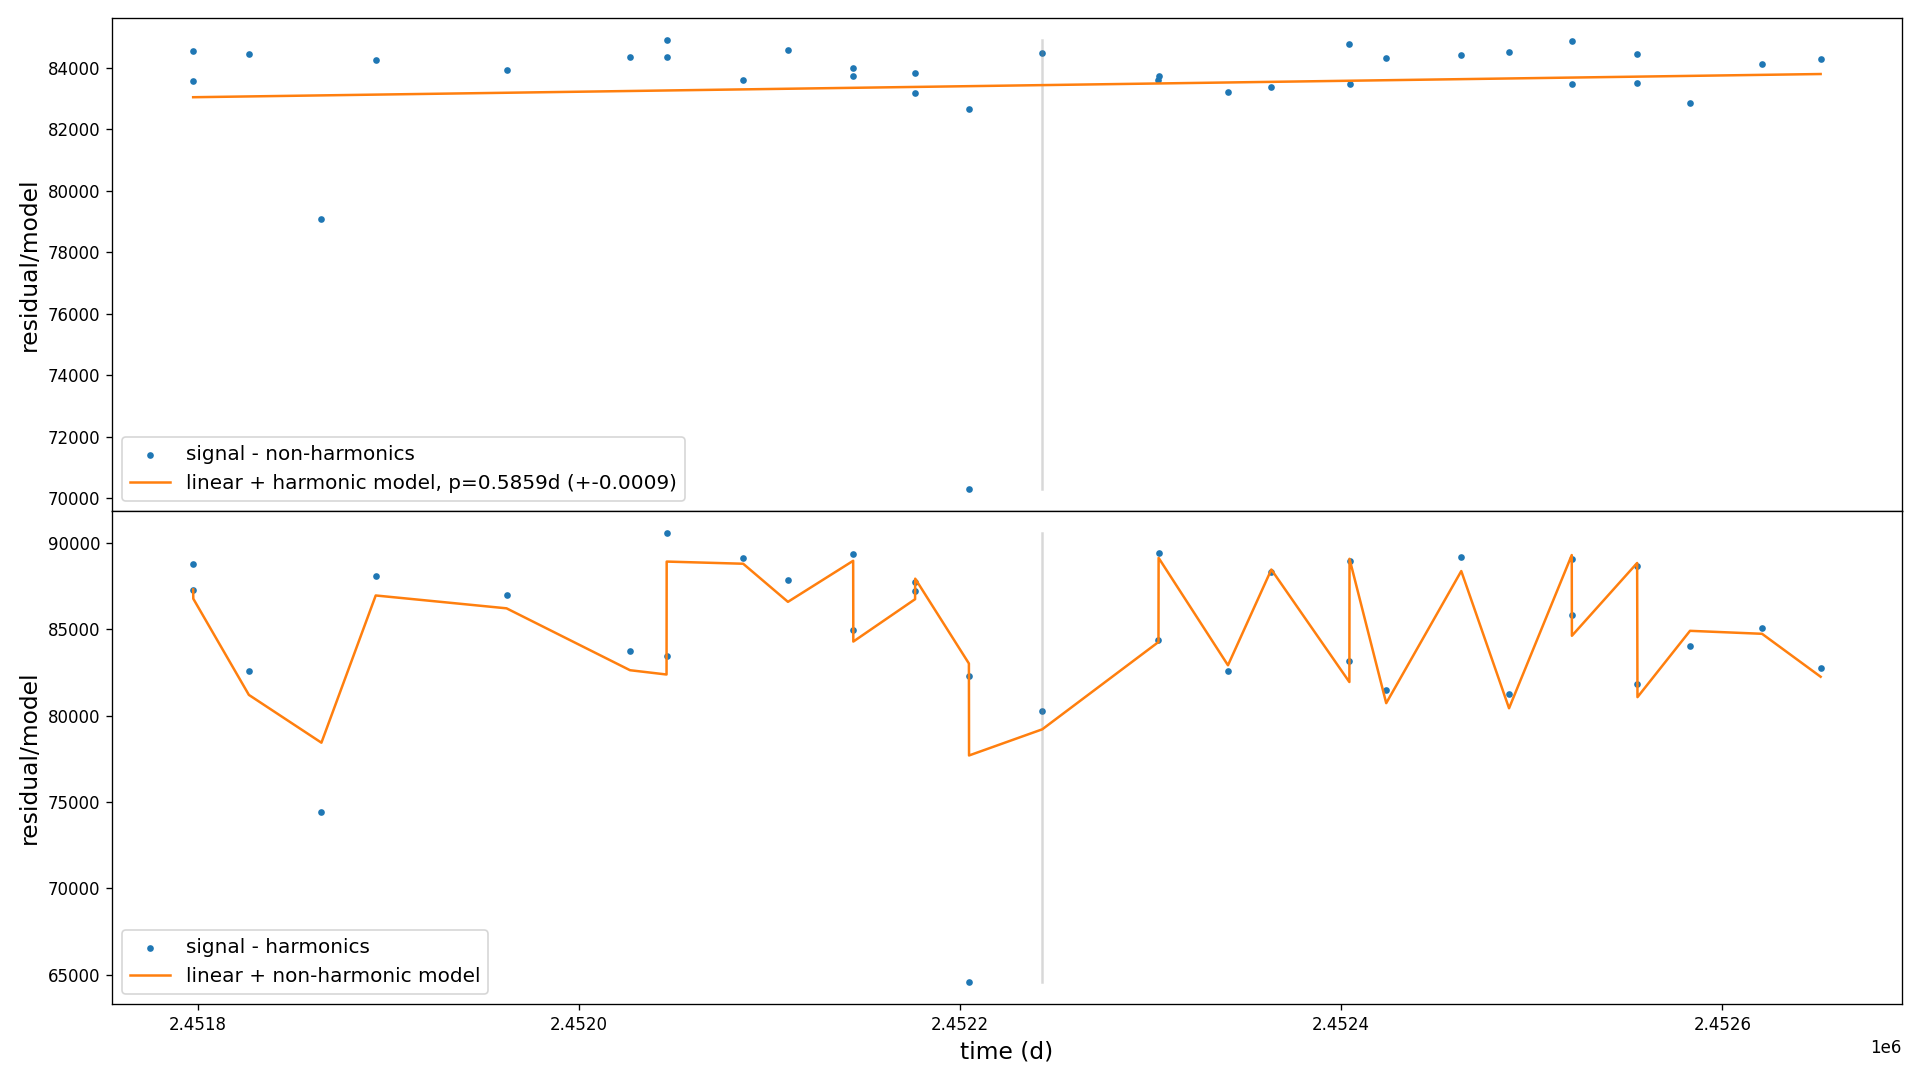 84000
82000
80000
78000
76000
74000
72000
70000
residual/model
signal - non-harmonics
linear + harmonic model, p=0.5859d (+-0.0009)
90000
85000
80000
75000
70000
65000
residual/model
signal - harmonics
linear + non-harmonic model
2.4518 2.4520 2.4522 2.4524 2.4526
1e6
time (d)